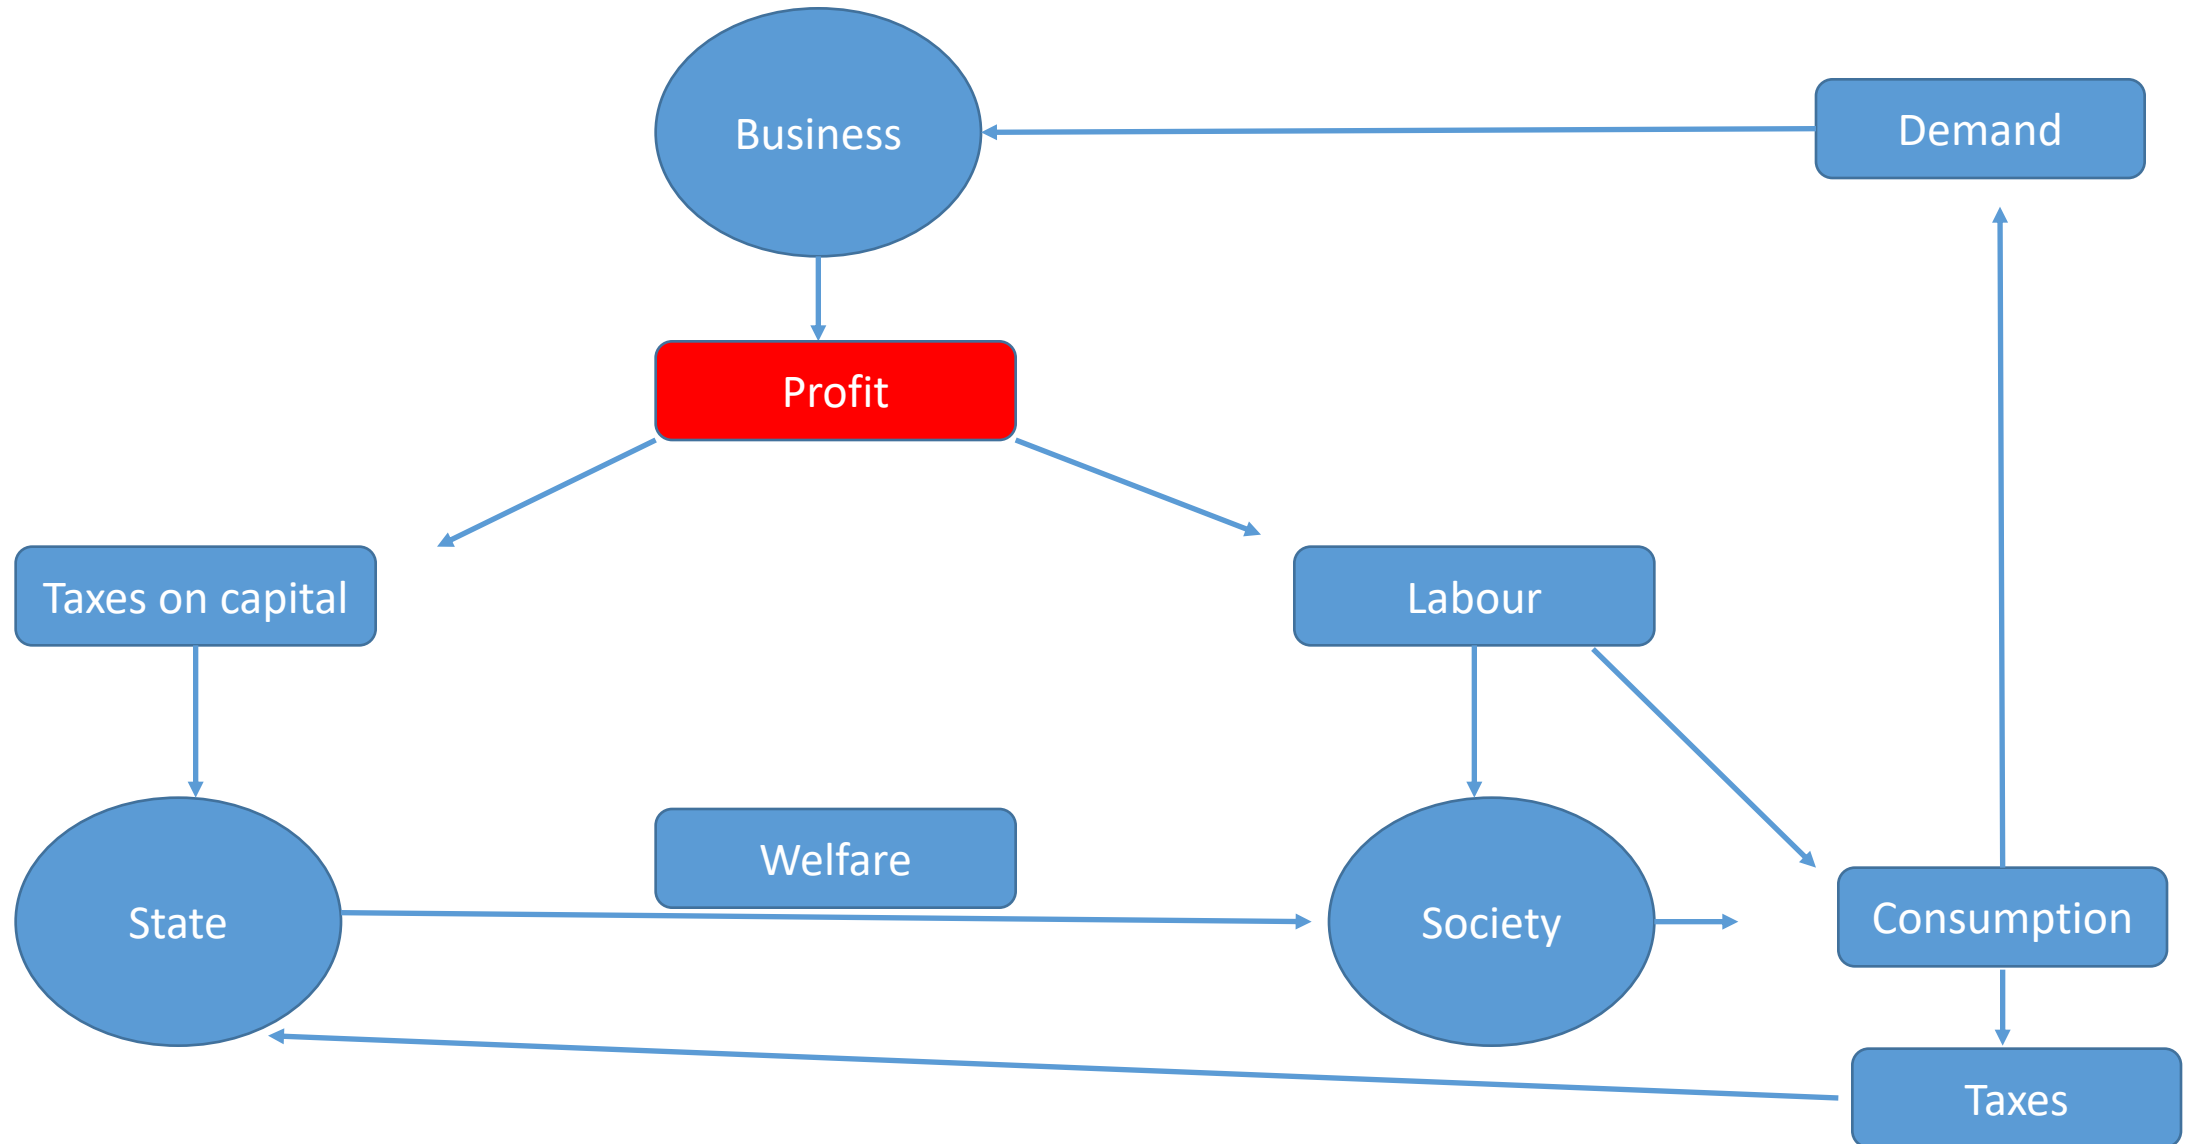 Business
Demand
Profit
Taxes on capital
Labour
Welfare
State
Society
Consumption
Taxes